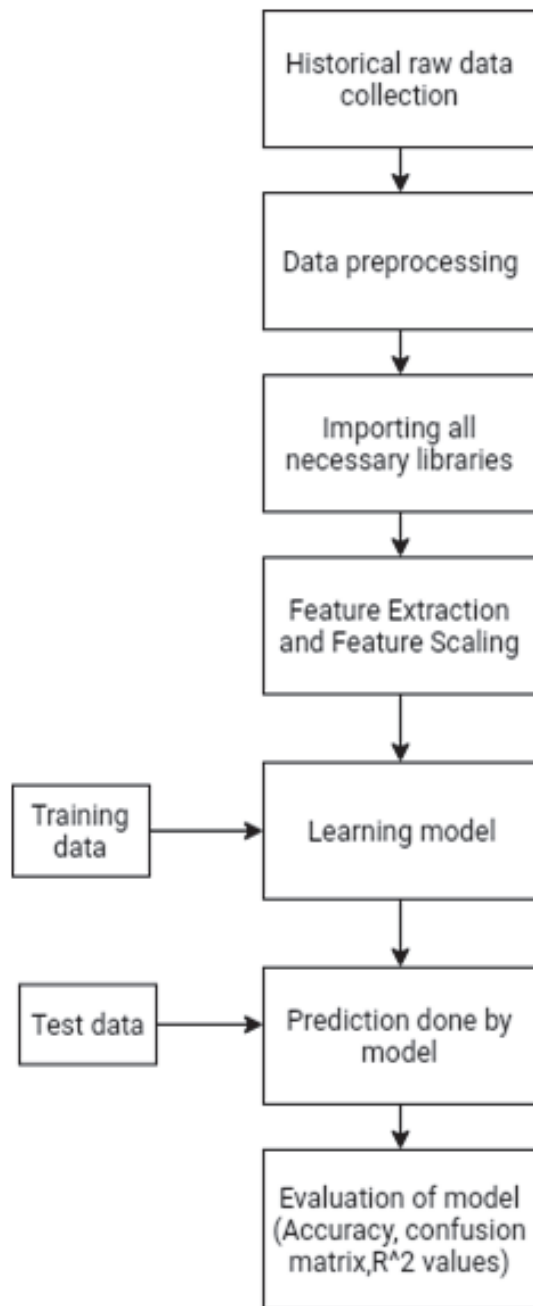 Historical raw data
collection
Data preprocessing
Importing all
necessary libraries
Feature Extraction
and Feature Scaling
Training
data
Learning model
Test data
Prediction done by
model
Evaluation of model
(Accuracy, confusion
matrix,R^2 values)